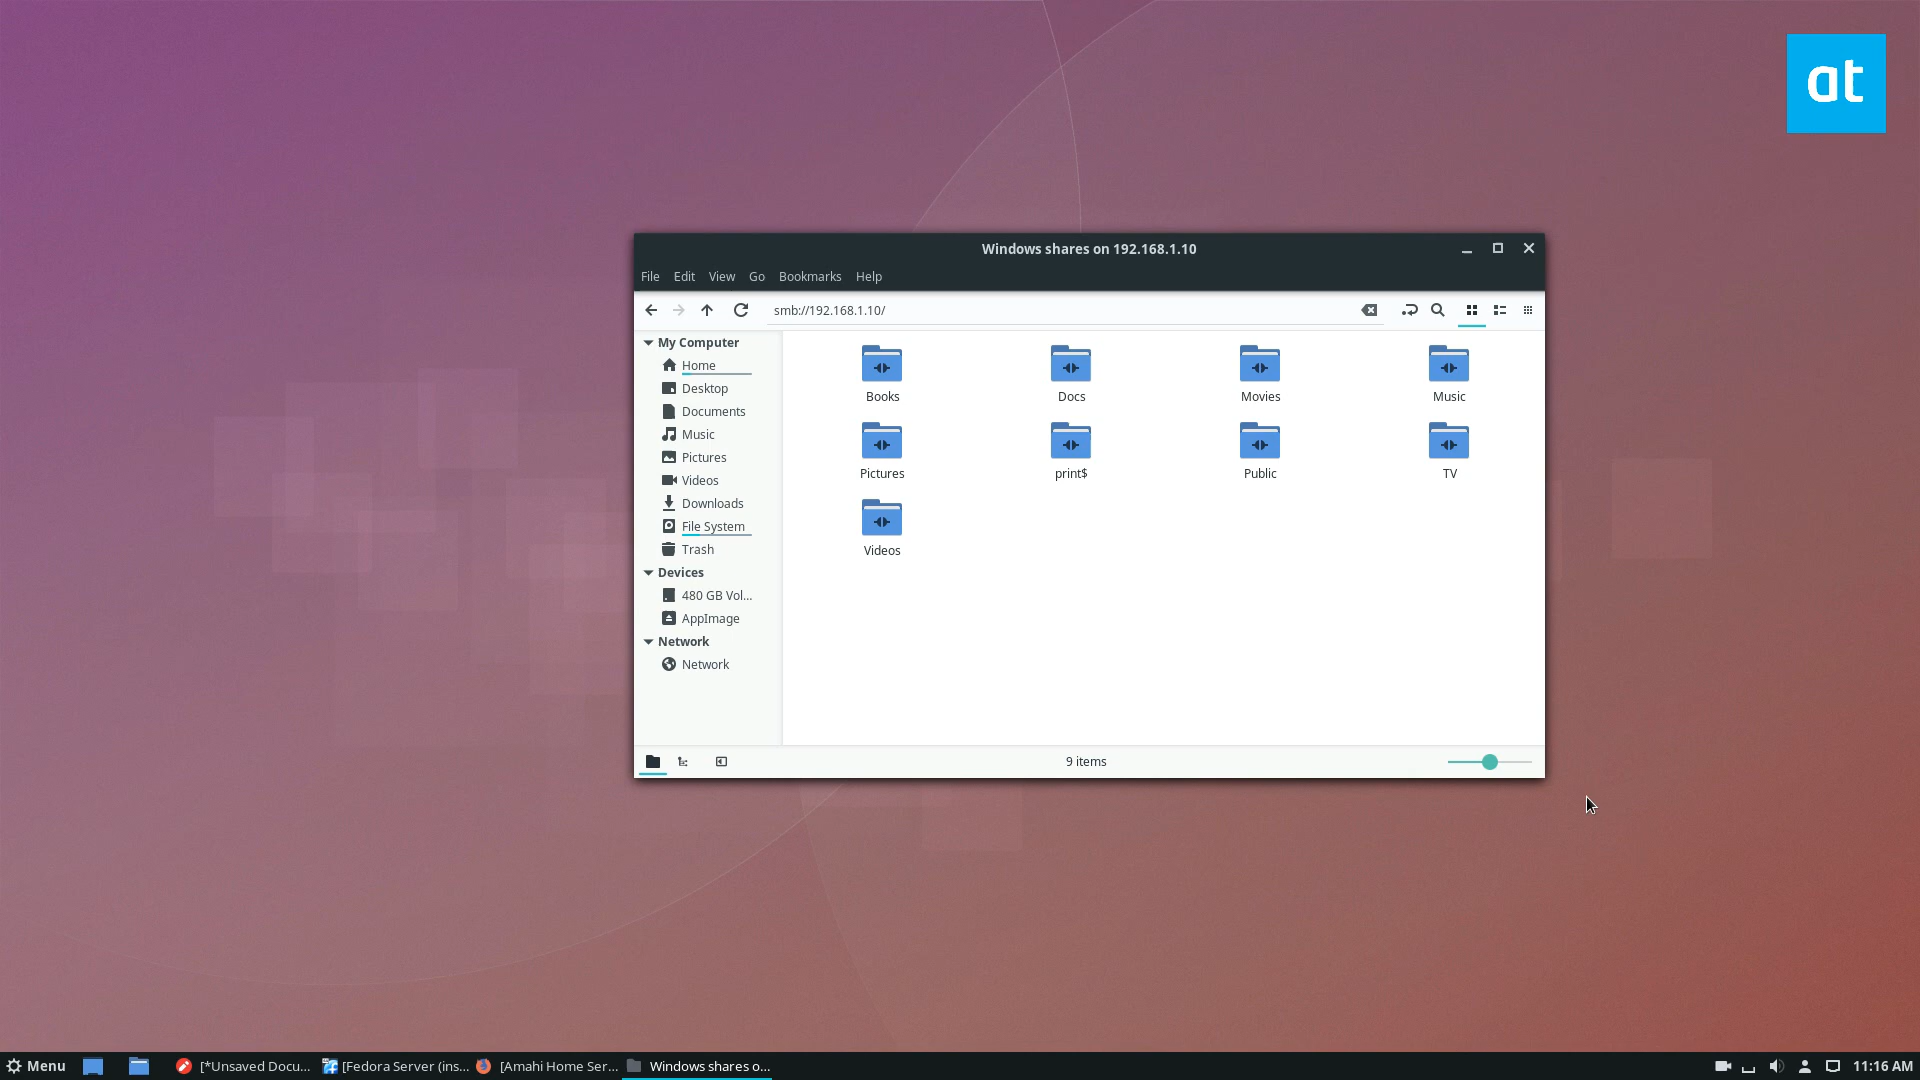 at
Windows shares on 192.168.1.10
File Edit View Go Bookmarks Help
smb://192.168.1.10/
My Computer
Home
Desktop
Documents
Music
Pictures
Videos
Downloads
File System
Trash
Devices
480 GB Vol...
AppImage
Network
Network
Books Docs Movies Music
Pictures print$ Public TV
Videos
9 items
Menu [*Unsaved Docu... [Fedora Server (ins... [Amahi Home Ser... Windows shares o... 11:16 AM